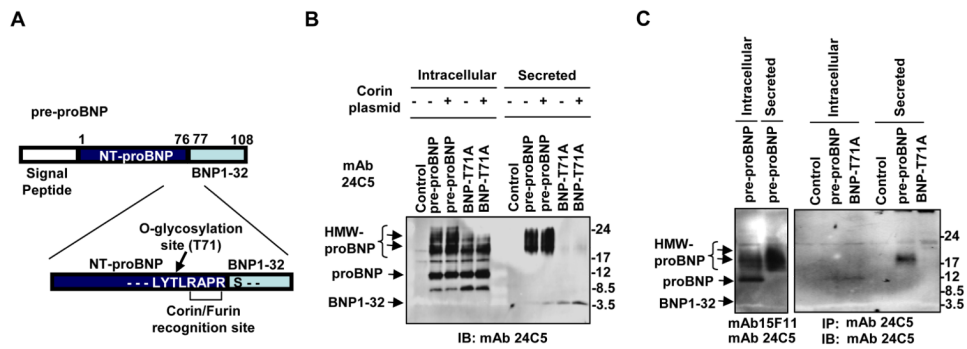 A
pre-proBNP
1 76 77 108
NT-proBNP
Signal Peptide
BNP1-32
O-glycosylation site (T71)
NT-proBNP BNP1-32
- - - LYTLRAPR S - -
Corin/Furin recognition site
B
Intracellular Secreted
Corin plasmid - - + - + - - + - +
mAb 24C5
Control pre-proBNP pre-proBNP BNP-T71A BNP-T71A Control pre-proBNP pre-proBNP BNP-T71A BNP-T71A
HMW-proBNP
proBNP
BNP1-32
24
17
12
8.5
3.5
IB: mAb 24C5
C
Intracellular Secreted Intracellular Secreted
pre-proBNP pre-proBNP Control pre-proBNP BNP-T71A Control pre-proBNP BNP-T71A
HMW-proBNP
proBNP
BNP1-32
24
17
12
8.5
3.5
mAb15F11 IP: mAb 24C5
mAb 24C5 IB: mAb 24C5